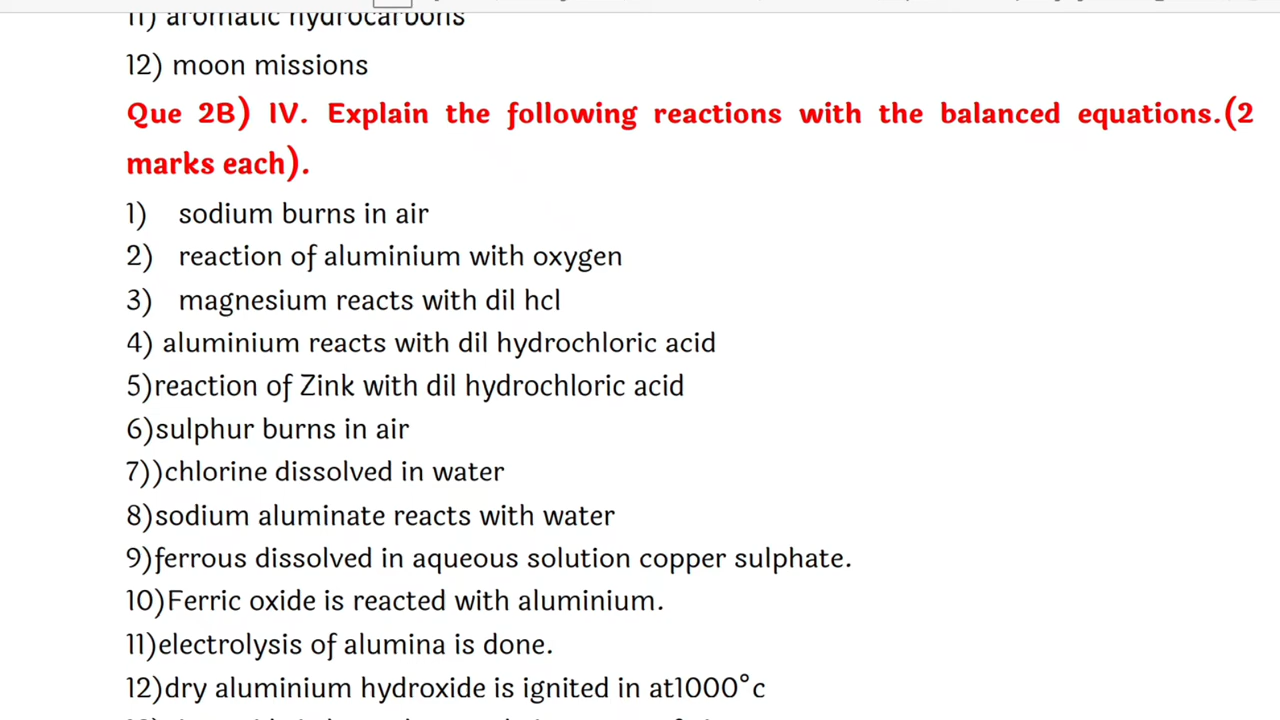 11) aromatic hydrocarbons
12) moon missions
Que 2B) IV. Explain the following reactions with the balanced equations.(2
marks each).
1) sodium burns in air
2) reaction of aluminium with oxygen
3) magnesium reacts with dil hcl
4) aluminium reacts with dil hydrochloric acid
5)reaction of Zink with dil hydrochloric acid
6)sulphur burns in air
7))chlorine dissolved in water
8)sodium aluminate reacts with water
9)ferrous dissolved in aqueous solution copper sulphate.
10)Ferric oxide is reacted with aluminium.
11)electrolysis of alumina is done.
12)dry aluminium hydroxide is ignited in at1000°c